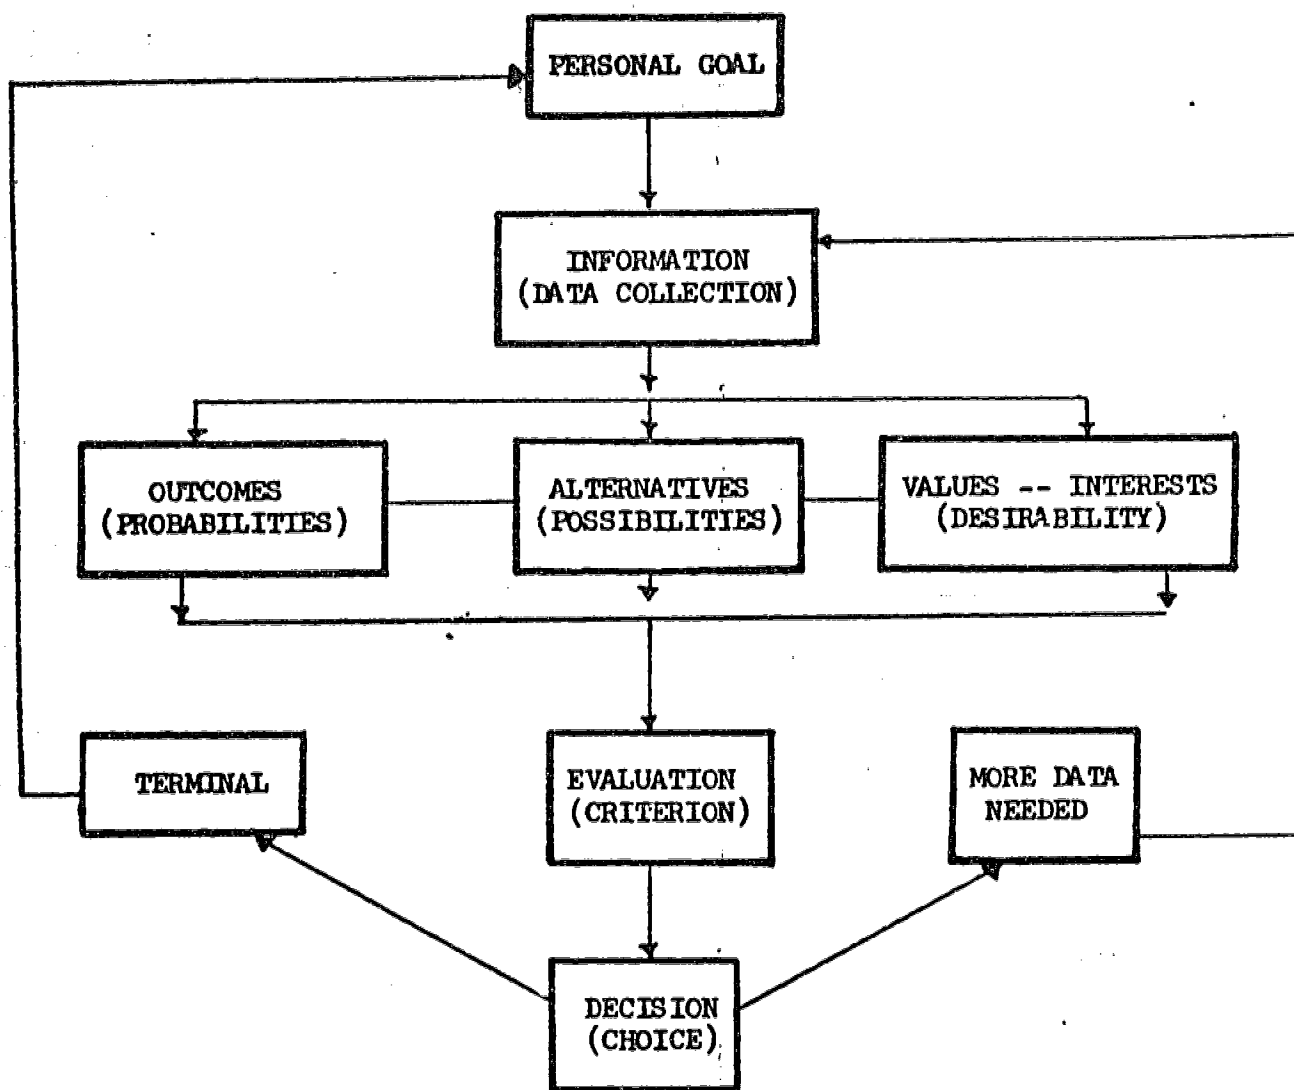 PERSONAL GOAL
INFORMATION
(DATA COLLECTION)
OUTCOMES
(PROBABILITIES)
ALTERNATIVES
(POSSIBILITIES)
VALUES -- INTERESTS
(DESIRABILITY)
TERMINAL
EVALUATION
(CRITERION)
MORE DATA
NEEDED
DECISION
(CHOICE)